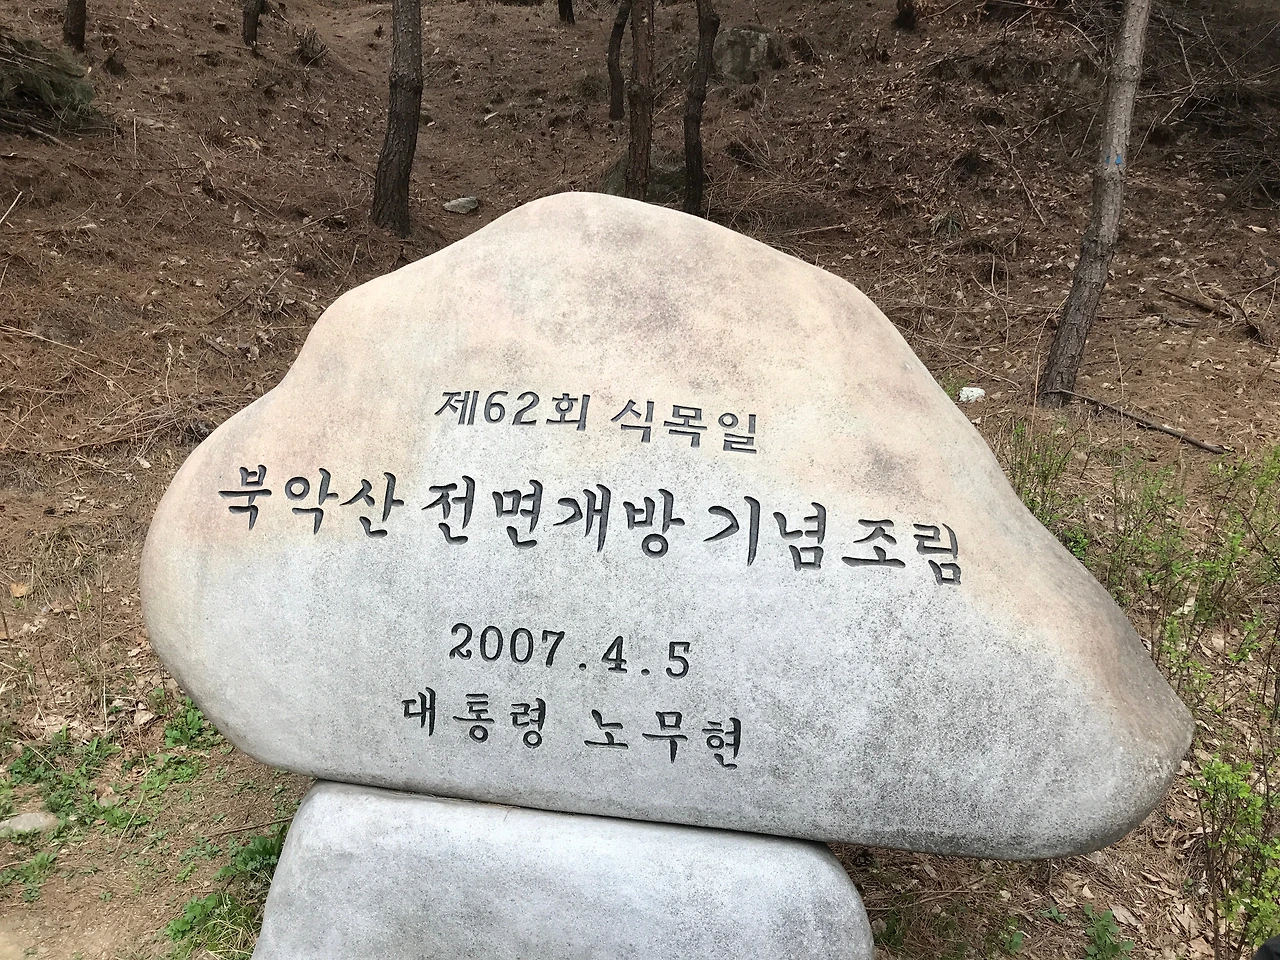 제62회 식목일
북악산 전면개방 기념조림
2007.4.5
대통령 노무현